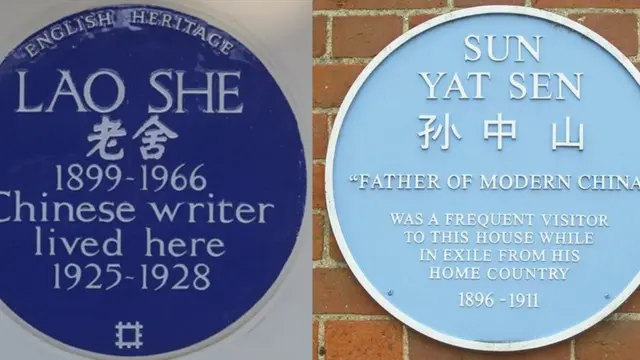 ENGLISH HERITAGE
LAO SHE
老舍
1899-1966
Chinese writer
lived here
1925-1928
SUN
YAT SEN
孙中山
“FATHER OF MODERN CHINA
WAS A FREQUENT VISITOR
TO THIS HOUSE WHILE
IN EXILE FROM HIS
HOME COUNTRY
1896-1911